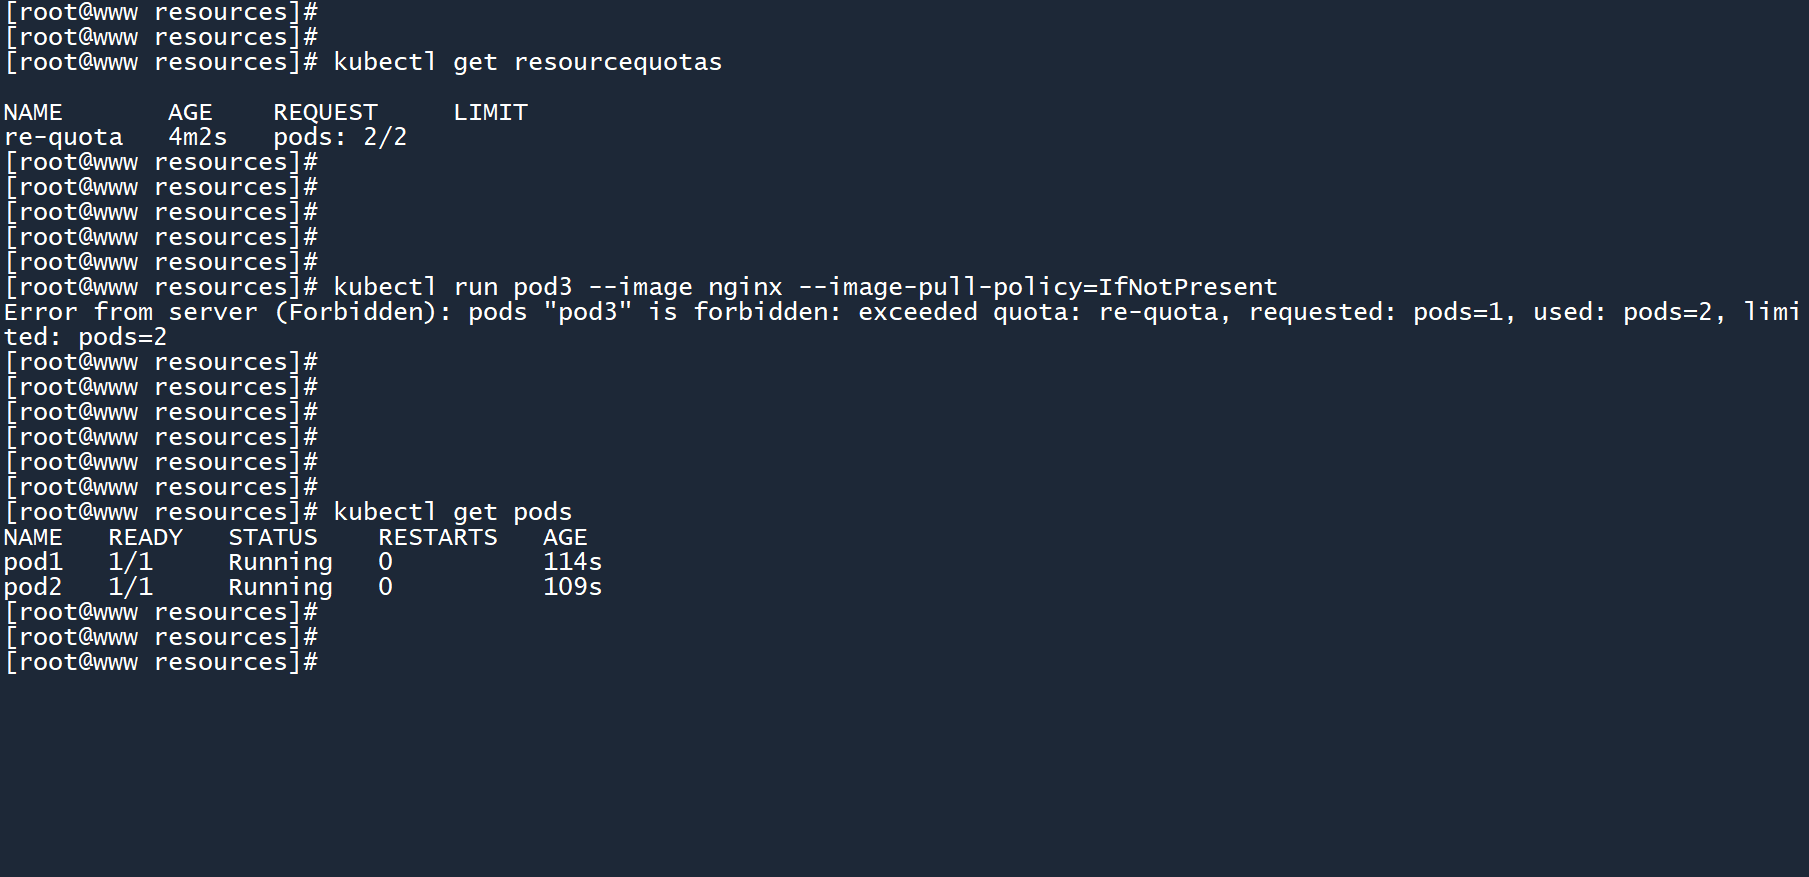 [root@www resources]#
[root@www resources]#
[root@www resources]# kubectl get resourcequotas
NAME       AGE    REQUEST     LIMIT
re-quota   4m2s   pods: 2/2
[root@www resources]#
[root@www resources]#
[root@www resources]#
[root@www resources]#
[root@www resources]#
[root@www resources]# kubectl run pod3 --image nginx --image-pull-policy=IfNotPresent
Error from server (Forbidden): pods "pod3" is forbidden: exceeded quota: re-quota, requested: pods=1, used: pods=2, limi
ted: pods=2
[root@www resources]#
[root@www resources]#
[root@www resources]#
[root@www resources]#
[root@www resources]#
[root@www resources]#
[root@www resources]# kubectl get pods
NAME   READY   STATUS    RESTARTS   AGE
pod1   1/1     Running   0          114s
pod2   1/1     Running   0          109s
[root@www resources]#
[root@www resources]#
[root@www resources]#